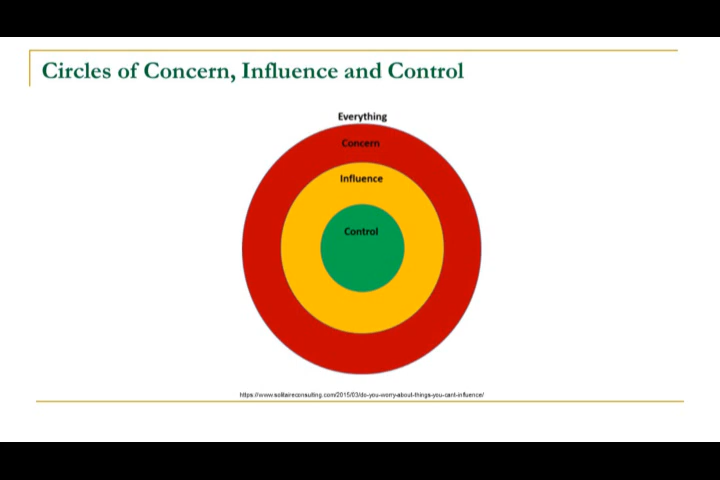 Circles of Concern, Influence and Control
Everything
Concern
Influence
Control
https://www.solitaireconsulting.com/2015/03/do-you-worry-about-things-you-cant-influence/